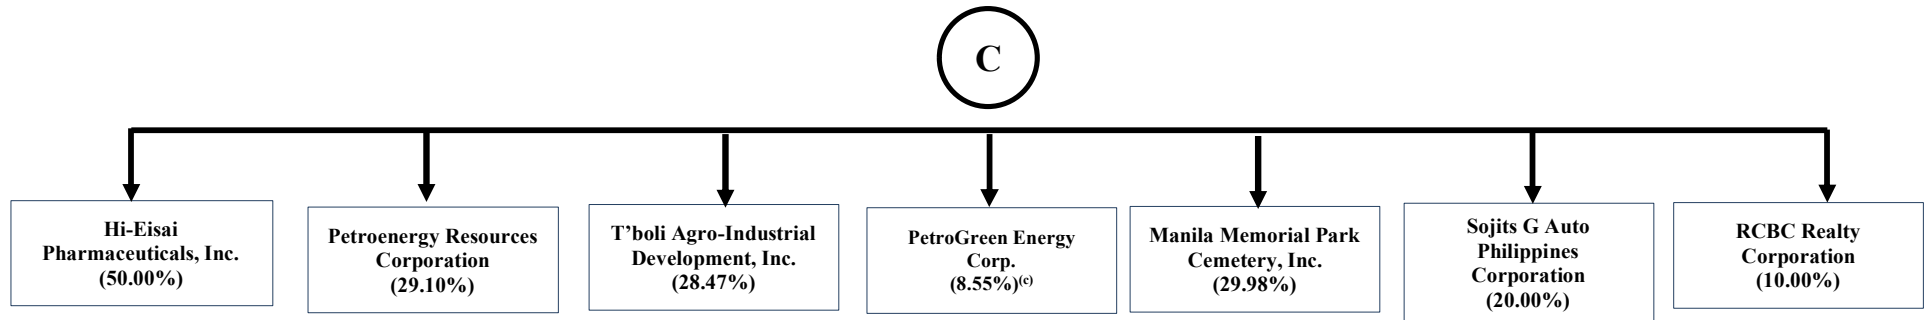 C
Hi-Eisai
Pharmaceuticals, Inc.
(50.00%)
Petroenergy Resources
Corporation
(29.10%)
T’boli Agro-Industrial
Development, Inc.
(28.47%)
PetroGreen Energy
Corp.
(8.55%)(c)
Manila Memorial Park
Cemetery, Inc.
(29.98%)
Sojits G Auto
Philippines
Corporation
(20.00%)
RCBC Realty
Corporation
(10.00%)